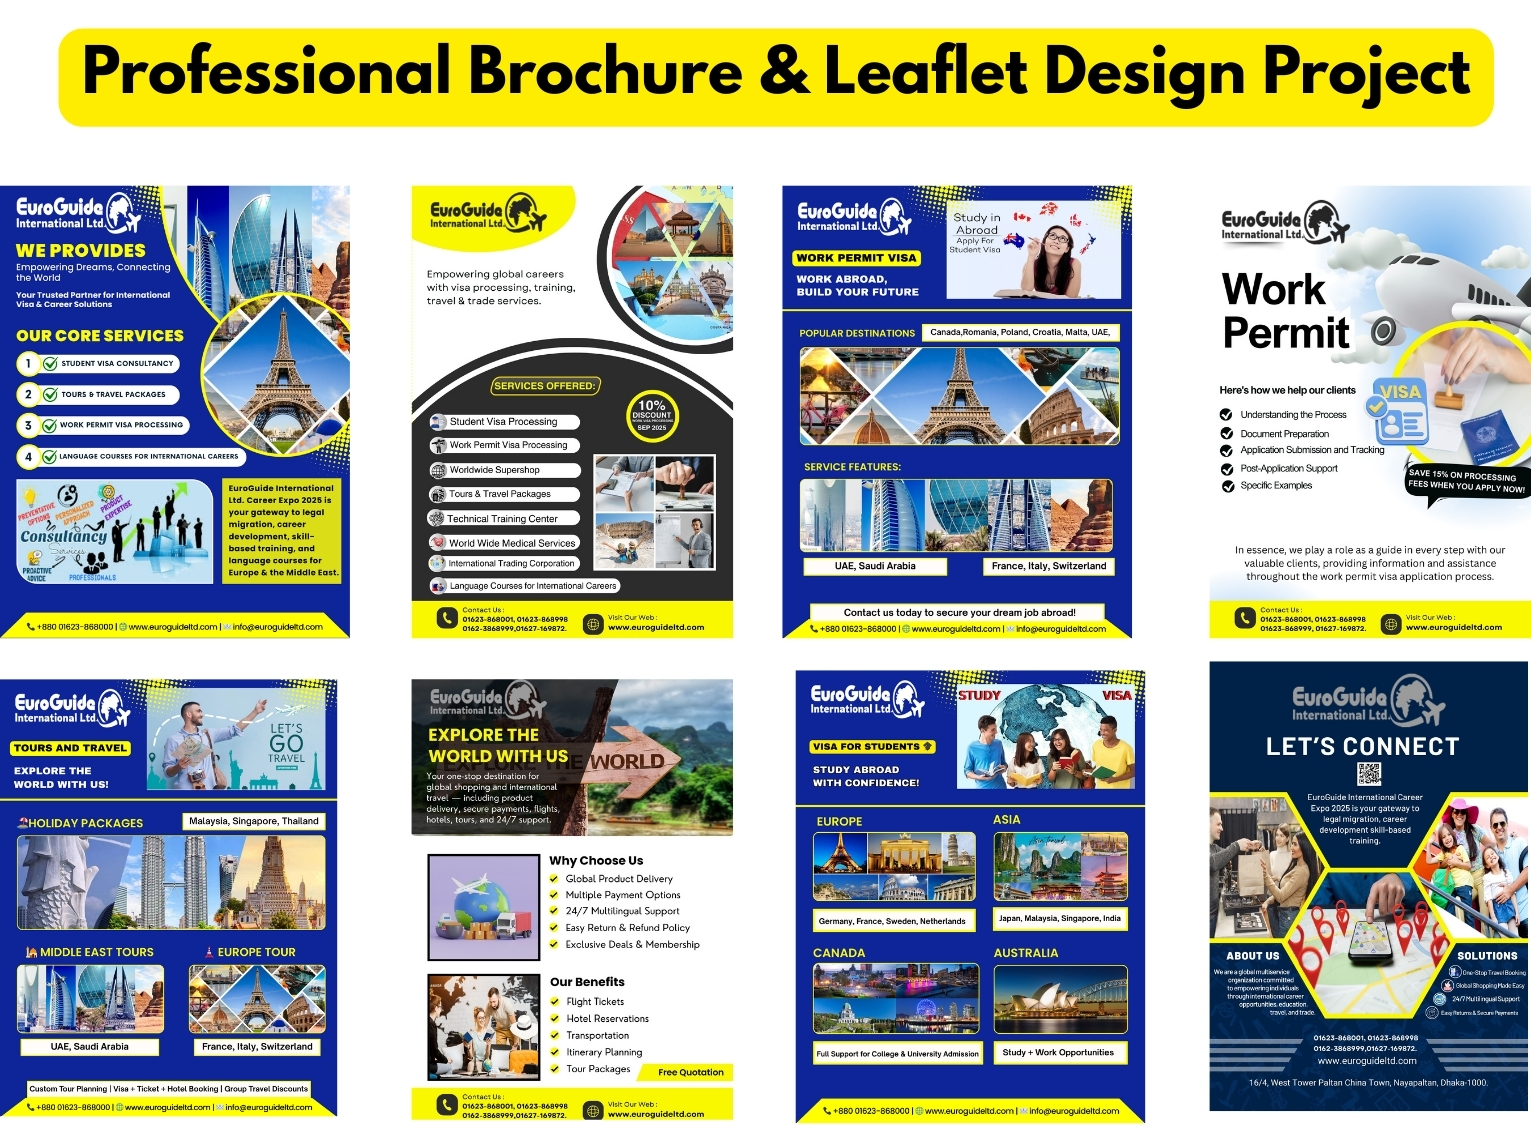 Professional Brochure & Leaflet Design Project
EuroGuide
International Ltd.
WE PROVIDES
Empowering Dreams, Connecting
the World
Your Trusted Partner for International
Visa & Career Solutions
OUR CORE SERVICES
1 STUDENT VISA CONSULTANCY
2 TOURS & TRAVEL PACKAGES
3 WORK PERMIT VISA PROCESSING
4 LANGUAGE COURSES FOR INTERNATIONAL CAREERS
PREVENTATIVE
OPTIONS
PERSONALIZED
APPROACH
PRODUCT
EXPERTISE
Consultancy
Services
PROACTIVE
ADVICE
PROFESSIONALS
EuroGuide International
Ltd. Career Expo 2025 is
your gateway to legal
migration, career
development, skill-
based training, and
language courses for
Europe & the Middle East.
+880 01623-868000 | www.euroguideltd.com | info@euroguideltd.com
EuroGuide
International Ltd.
Empowering global careers
with visa processing, training,
travel & trade services.
SERVICES OFFERED:
10%
DISCOUNT
WORK VISA PROCESSING
SEP 2025
Student Visa Processing
Work Permit Visa Processing
Worldwide Supershop
Tours & Travel Packages
Technical Training Center
World Wide Medical Services
International Trading Corporation
Language Courses for International Careers
Contact Us :
01623-868001, 01623-868998
0162-3868999,01627-169872.
Visit Our Web :
www.euroguideltd.com
EuroGuide
International Ltd.
Study in
Abroad
Apply For
Student Visa
WORK PERMIT VISA
WORK ABROAD,
BUILD YOUR FUTURE
POPULAR DESTINATIONS
Canada,Romania, Poland, Croatia, Malta, UAE,
SERVICE FEATURES:
UAE, Saudi Arabia
France, Italy, Switzerland
Contact us today to secure your dream job abroad!
+880 01623-868000 | www.euroguideltd.com | info@euroguideltd.com
EuroGuide
International Ltd.
Work
Permit
Here's how we help our clients
Understanding the Process
Document Preparation
Application Submission and Tracking
Post-Application Support
Specific Examples
VISA
SAVE 15% ON PROCESSING
FEES WHEN YOU APPLY NOW!
In essence, we play a role as a guide in every step with our
valuable clients, providing information and assistance
throughout the work permit visa application process.
Contact Us :
01623-868001, 01623-868998
01623-868999, 01627-169872.
Visit Our Web :
www.euroguideltd.com
EuroGuide
International Ltd.
TOURS AND TRAVEL
EXPLORE THE
WORLD WITH US!
LET'S
GO
TRAVEL
HOLIDAY PACKAGES
Malaysia, Singapore, Thailand
MIDDLE EAST TOURS
EUROPE TOUR
UAE, Saudi Arabia
France, Italy, Switzerland
Custom Tour Planning | Visa + Ticket + Hotel Booking | Group Travel Discounts
+880 01623-868000 | www.euroguideltd.com | info@euroguideltd.com
EuroGuide
International Ltd.
EXPLORE THE
WORLD WITH US
EXPLORE THE WORLD
Your one-stop destination for
global shopping and international
travel — including product
delivery, secure payments, flights,
hotels, tours, and 24/7 support.
Why Choose Us
Global Product Delivery
Multiple Payment Options
24/7 Multilingual Support
Easy Return & Refund Policy
Exclusive Deals & Membership
Our Benefits
Flight Tickets
Hotel Reservations
Transportation
Itinerary Planning
Tour Packages
Free Quotation
Contact Us :
01623-868001, 01623-868998
0162-3868999,01627-169872.
Visit Our Web :
www.euroguideltd.com
EuroGuide
International Ltd.
STUDY
VISA
VISA FOR STUDENTS
STUDY ABROAD
WITH CONFIDENCE!
EUROPE
ASIA
Germany, France, Sweden, Netherlands
Japan, Malaysia, Singapore, India
CANADA
AUSTRALIA
Full Support for College & University Admission
Study + Work Opportunities
+880 01623-868000 | www.euroguideltd.com | info@euroguideltd.com
EuroGuide
International Ltd.
LET'S CONNECT
EuroGuide International Career
Expo 2025 is your gateway to
legal migration, career
development skill-based
training.
ABOUT US
We are a global multiservice
organization committed
to empowering individuals
through international career
opportunities, education,
travel, and trade.
SOLUTIONS
One-Stop Travel Booking
Global Shopping Made Easy
24/7 Multilingual Support
Easy Returns & Secure Payments
01623-868001, 01623-868998
0162-3868999,01627-169872.
www.euroguideltd.com
16/4, West Tower Paltan China Town, Nayapaltan, Dhaka-1000.